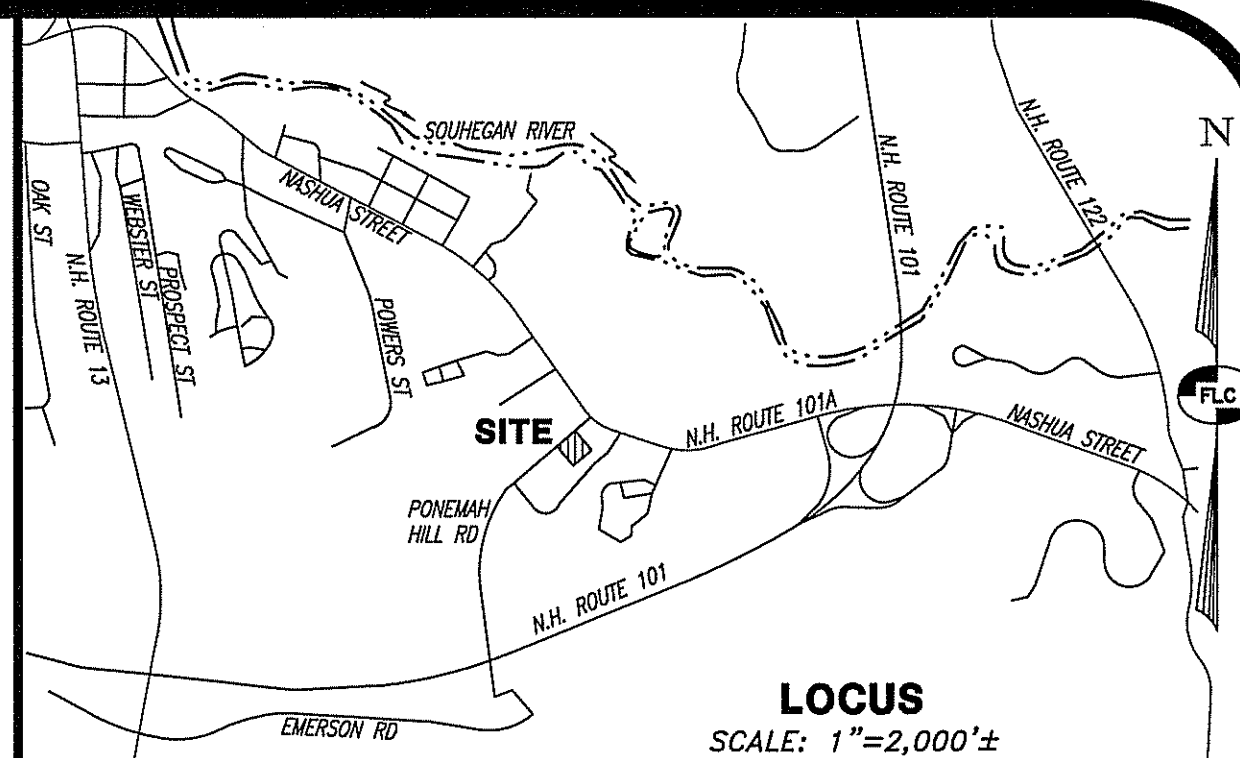 SOUHEGAN RIVER
N.H. ROUTE 122
N
N.H. ROUTE 101
NASHUA STREET
OAK ST
WEBSTER ST
N.H. ROUTE 13
PROSPECT ST
POWERS ST
FLC
N.H. ROUTE 101A
NASHUA STREET
SITE
PONEMAH
HILL RD
N.H. ROUTE 101
LOCUS
EMERSON RD
SCALE: 1"=2,000'±